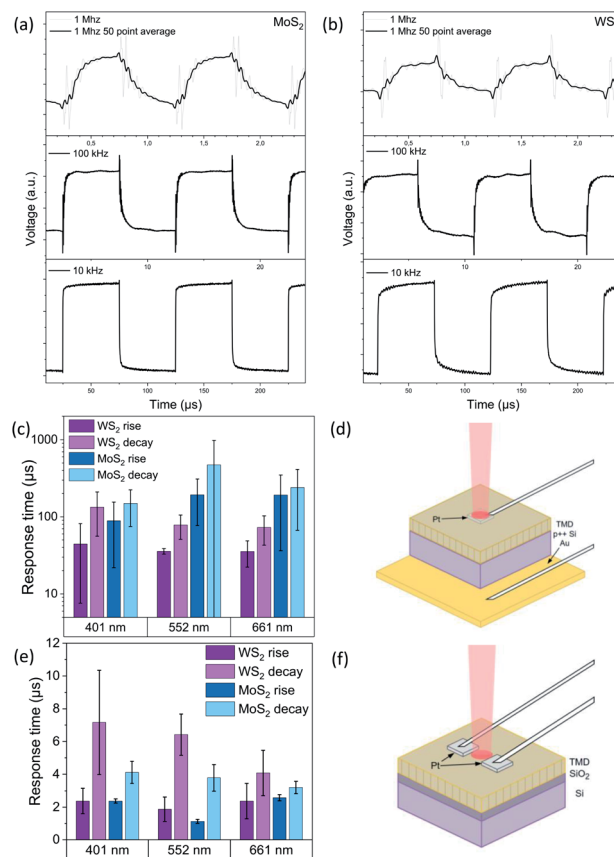 (a)
1 Mhz
1 Mhz 50 point average
MoS₂
0,5 1,0 1,5 2,0
100 kHz
10 20
10 kHz
50 100 150 200
Voltage (a.u.)
Time (µs)
(b)
1 Mhz
1 Mhz 50 point average
WS
0,5 1,0 1,5 2,0
100 kHz
10 20
10 kHz
50 100 150 200
Voltage (a.u.)
Time (µs)
(c)
WS₂ rise
WS₂ decay
MoS₂ rise
MoS₂ decay
1000
100
10
Response time (µs)
401 nm 552 nm 661 nm
(d)
Pt
TMD
p++ Si
Au
(e)
WS₂ rise
WS₂ decay
MoS₂ rise
MoS₂ decay
12
10
8
6
4
2
0
Response time (µs)
401 nm 552 nm 661 nm
(f)
Pt
TMD
SiO₂
Si